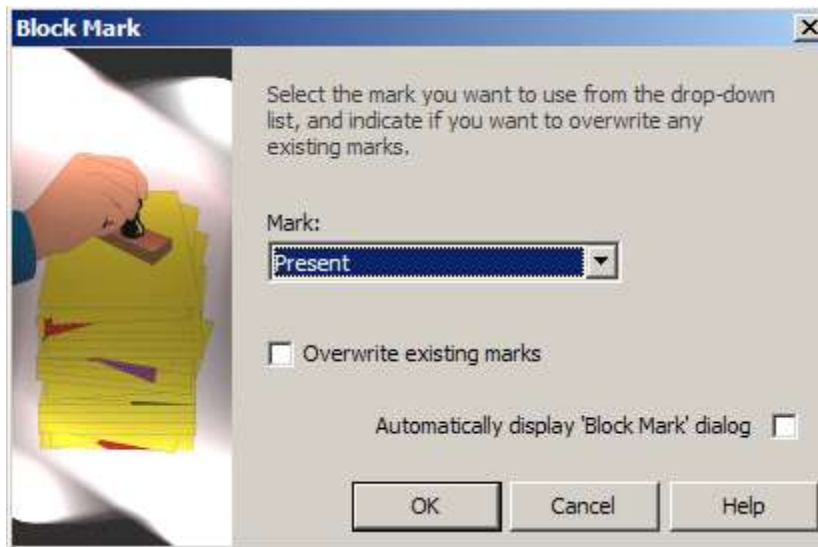 Block Mark
Select the mark you want to use from the drop-down
list, and indicate if you want to overwrite any
existing marks.
Mark:
Present
Overwrite existing marks
Automatically display 'Block Mark' dialog
OK Cancel Help